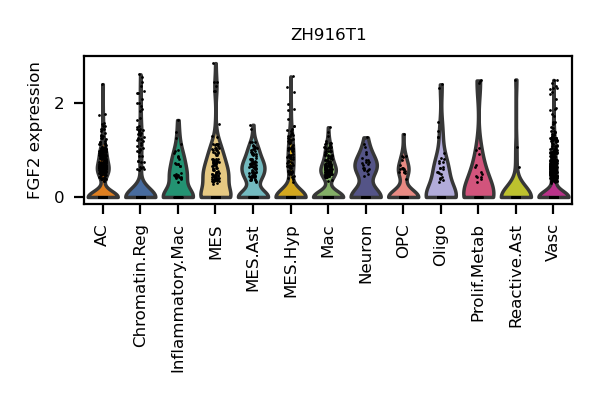 ZH916T1
FGF2 expression
2
0
AC
Chromatin.Reg
Inflammatory.Mac
MES
MES.Ast
MES.Hyp
Mac
Neuron
OPC
Oligo
Prolif.Metab
Reactive.Ast
Vasc